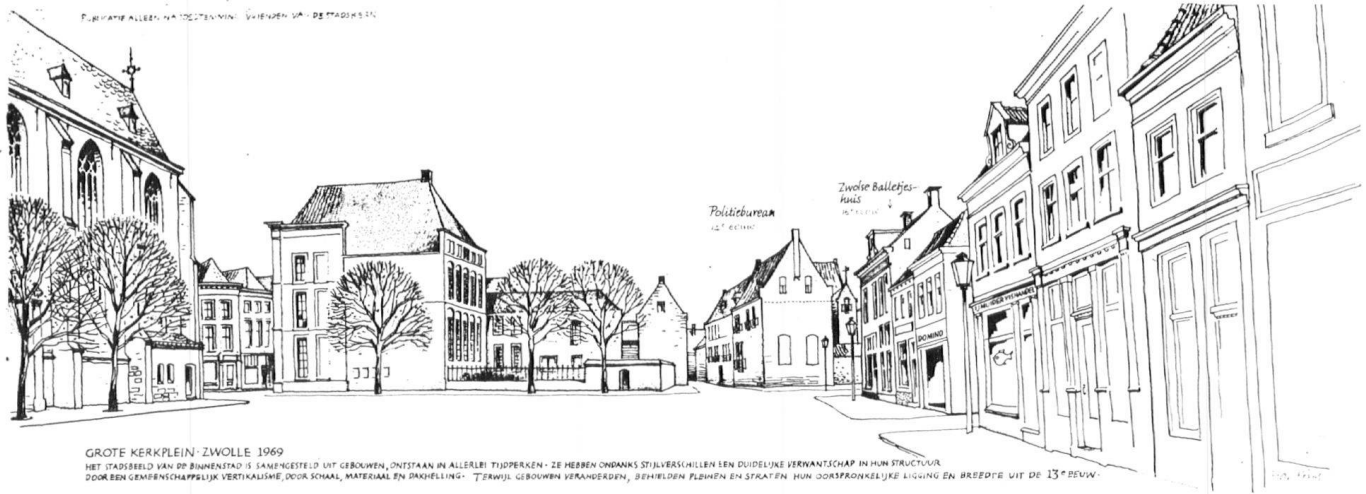 PUBLIKATIE ALLEEN NA TOESTEMMING VRIENDEN VAN DE STADSKERN
Zwolse Balletjes-
huis
Politiebureau
DOMINO
GROTE KERKPLEIN · ZWOLLE 1969
HET STADSBEELD VAN DE BINNENSTAD IS SAMENGESTELD UIT GEBOUWEN, ONTSTAAN IN ALLERLEI TIJDPERKEN · ZE HEBBEN ONDANKS STIJLVERSCHILLEN EEN DUIDELIJKE VERWANTSCHAP IN HUN STRUCTUUR
DOOR EEN GEMEENSCHAPPELIJK VERTIKALISME, DOOR SCHAAL, MATERIAAL EN DAKHELLING · TERWIJL GEBOUWEN VERANDERDEN, BEHIELDEN PLEINEN EN STRATEN HUN OORSPRONKELIJKE LIGGING EN BREEDTE UIT DE 13e EEUW ·